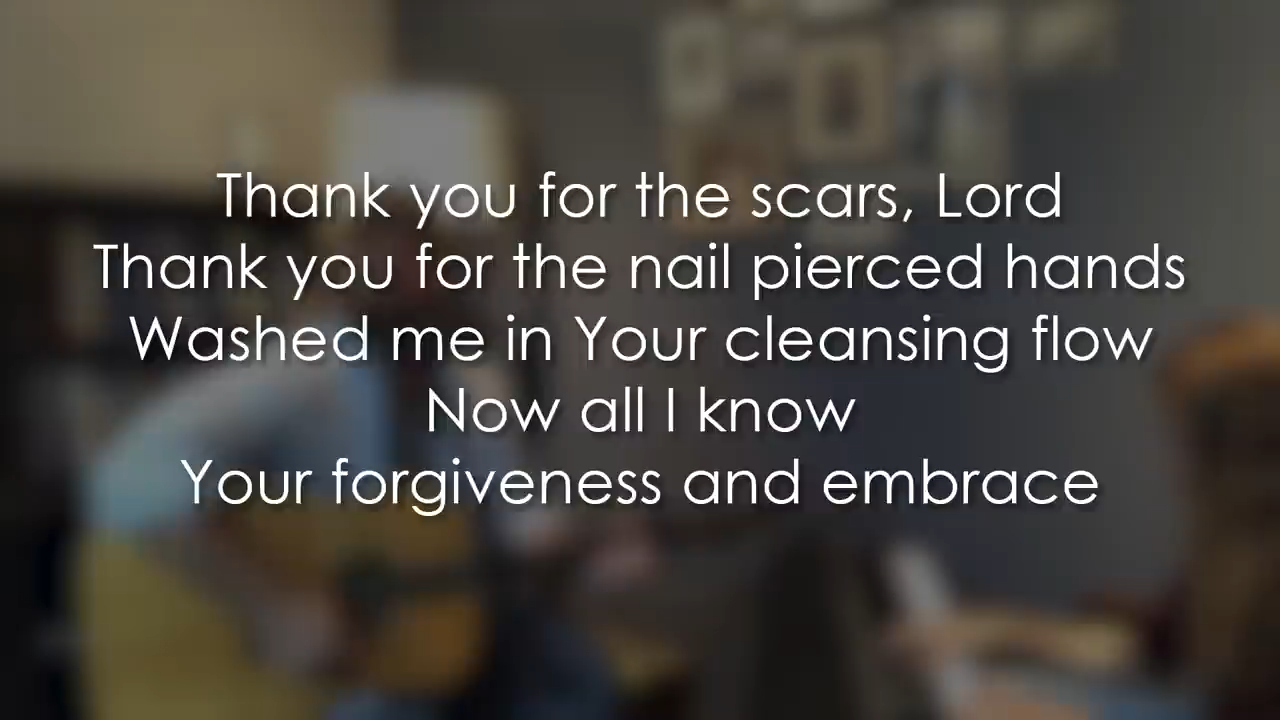 Thank you for the scars, Lord
Thank you for the nail pierced hands
Washed me in Your cleansing flow
Now all I know
Your forgiveness and embrace